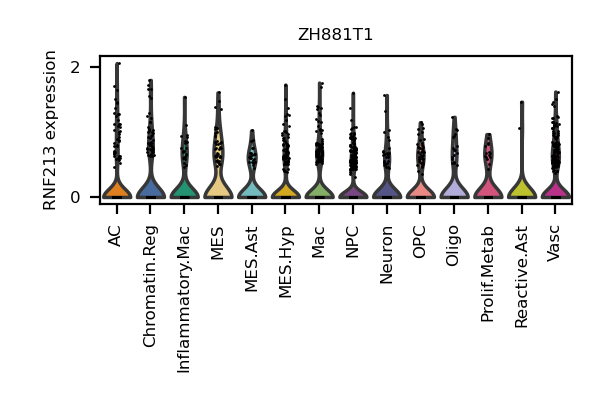 ZH881T1
RNF213 expression
2
0
AC
Chromatin.Reg
Inflammatory.Mac
MES
MES.Ast
MES.Hyp
Mac
NPC
Neuron
OPC
Oligo
Prolif.Metab
Reactive.Ast
Vasc